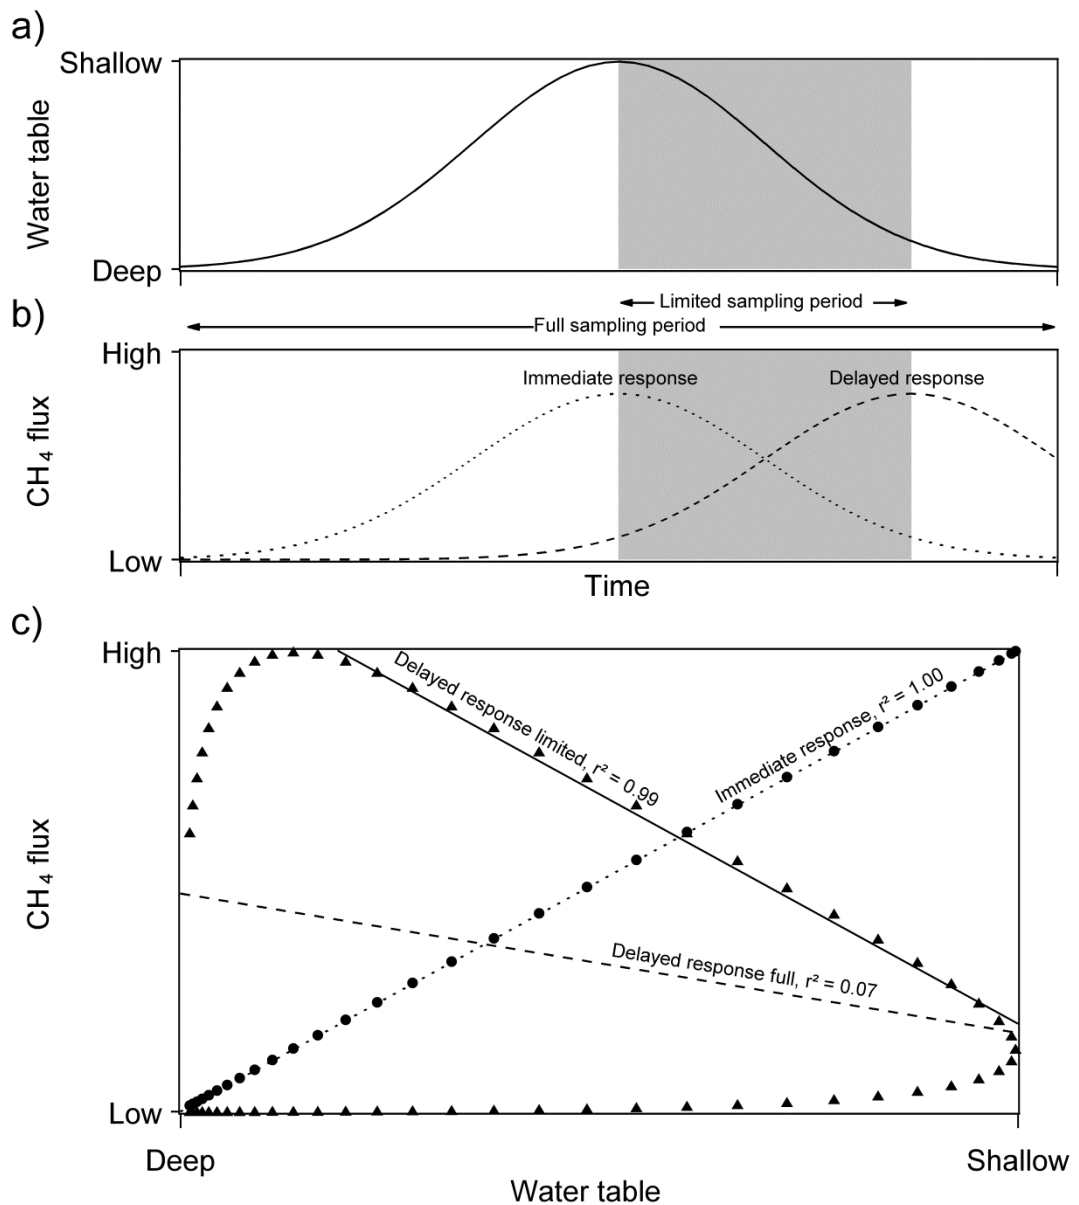 a)
Shallow
Water table
Deep
Limited sampling period
b)
Full sampling period
High
Immediate response
Delayed response
CH₄ flux
Low
Time
c)
High
Delayed response limited, r² = 0.99
Immediate response, r² = 1.00
CH₄ flux
Delayed response full, r² = 0.07
Low
Deep
Shallow
Water table